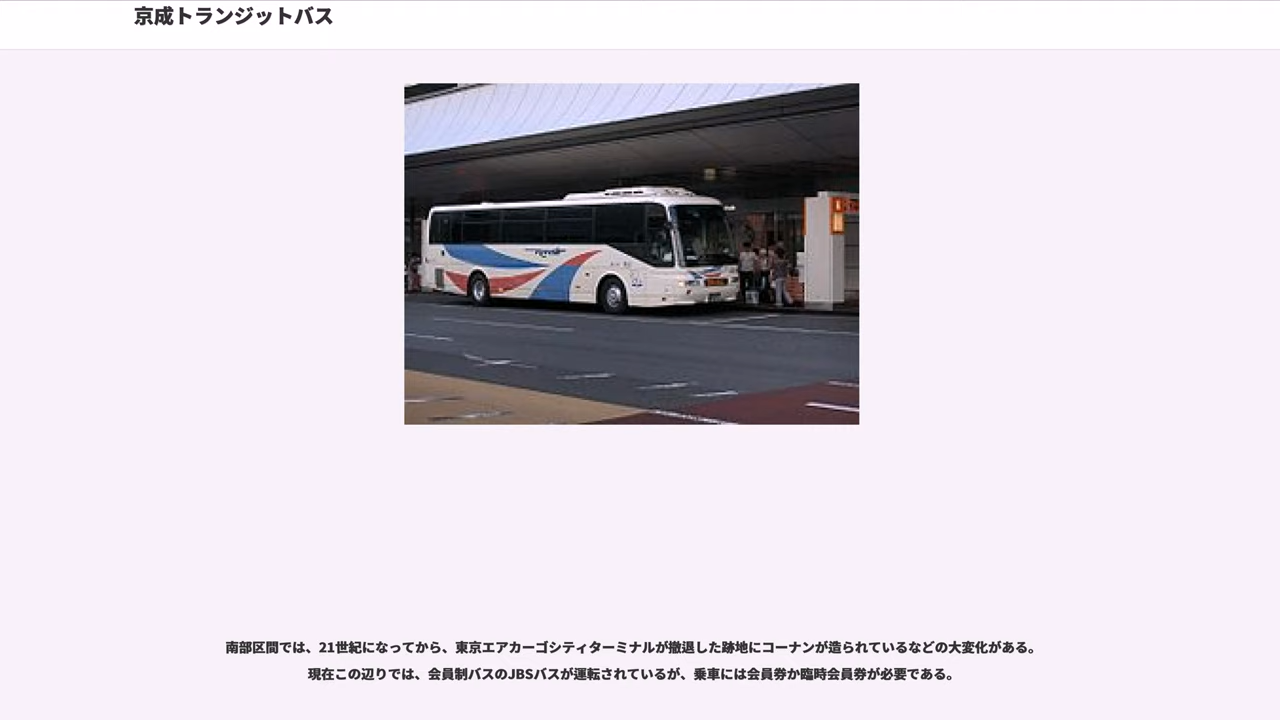 京成トランジットバス
南部区間では、21世紀になってから、東京エアカーゴシティターミナルが撤退した跡地にコーナンが造られているなどの大変化がある。
現在この辺りでは、会員制バスのJBSバスが運転されているが、乗車には会員券か臨時会員券が必要である。